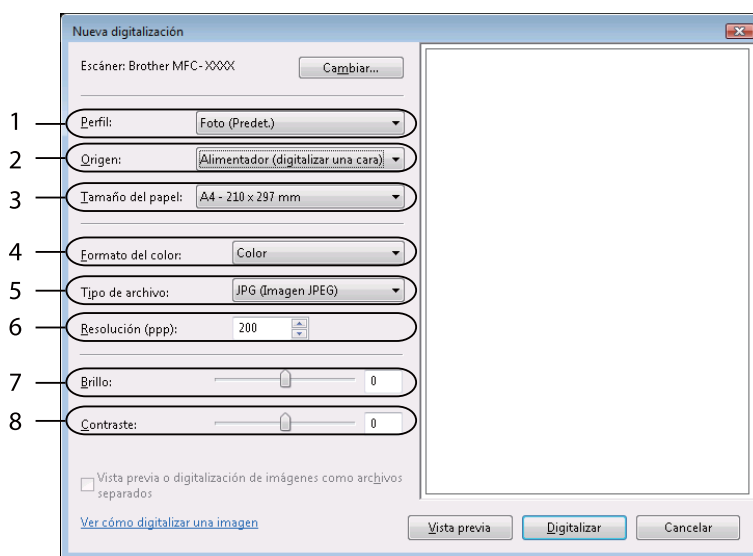 Nueva digitalización
Escáner: Brother MFC-XXXX
Cambiar...
1 Perfil: Foto (Predet.)
2 Origen: Alimentador (digitalizar una cara)
3 Tamaño del papel: A4 - 210 x 297 mm
4 Formato del color: Color
5 Tipo de archivo: JPG (Imagen JPEG)
6 Resolución (ppp): 200
7 Brillo: 0
8 Contraste: 0
Vista previa o digitalización de imágenes como archivos
separados
Ver cómo digitalizar una imagen
Vista previa
Digitalizar
Cancelar